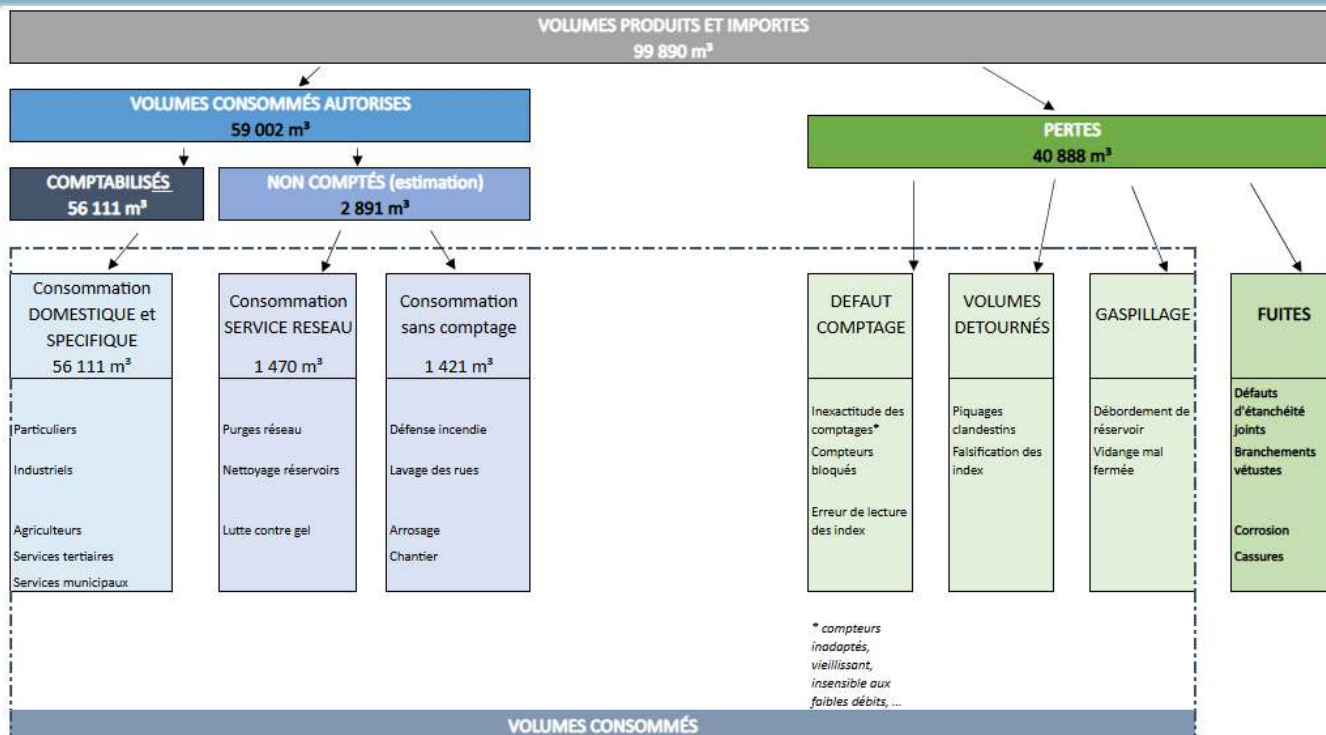 VOLUMES PRODUITS ET IMPORTES
99 890 m³
VOLUMES CONSOMMÉS AUTORISES
59 002 m³
PERTES
40 888 m³
COMPTABILISÉS
56 111 m³
NON COMPTÉS (estimation)
2 891 m³
Consommation
DOMESTIQUE et
SPECIFIQUE
56 111 m³
Particuliers
Industriels
Agriculteurs
Services tertiaires
Services municipaux
Consommation
SERVICE RESEAU
1 470 m³
Purges réseau
Nettoyage réservoirs
Lutte contre gel
Consommation
sans comptage
1 421 m³
Défense incendie
Lavage des rues
Arrosage
Chantier
DEFAUT
COMPTAGE
Inexactitude des
comptages*
Compteurs
bloqués
Erreur de lecture
des index
* compteurs
inadaptés,
vieillissant,
insensible aux
faibles débits, ...
VOLUMES
DETOURNÉS
Piquages
clandestins
Falsification des
index
GASPILLAGE
Débordement de
réservoir
Vidange mal
fermée
FUITES
Défauts
d'étanchéité
joints
Branchements
vétustes
Corrosion
Cassures
VOLUMES CONSOMMÉS